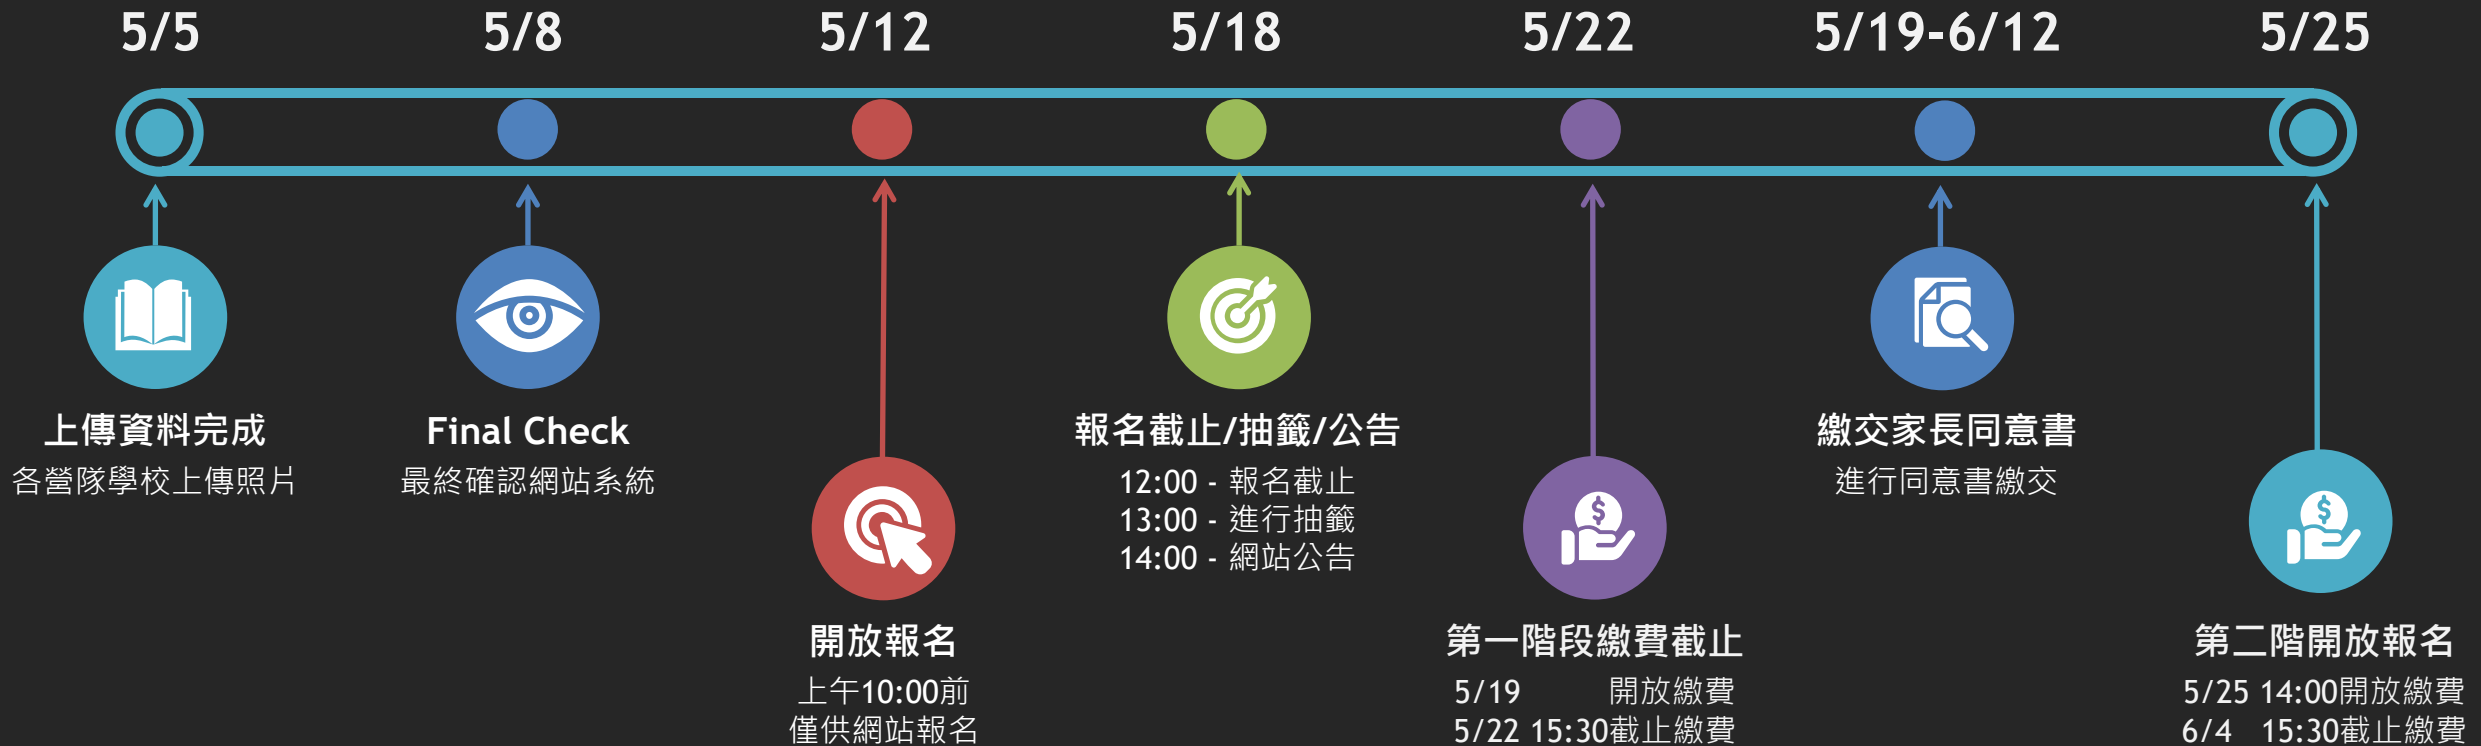 5/5
5/8
5/12
5/18
5/22
5/19-6/12
5/25
上傳資料完成
各營隊學校上傳照片
Final Check
最終確認網站系統
開放報名
上午10:00前
僅供網站報名
報名截止/抽籤/公告
12:00 - 報名截止
13:00 - 進行抽籤
14:00 - 網站公告
第一階段繳費截止
5/19 開放繳費
5/22 15:30截止繳費
繳交家長同意書
進行同意書繳交
第二階開放報名
5/25 14:00開放繳費
6/4 15:30截止繳費